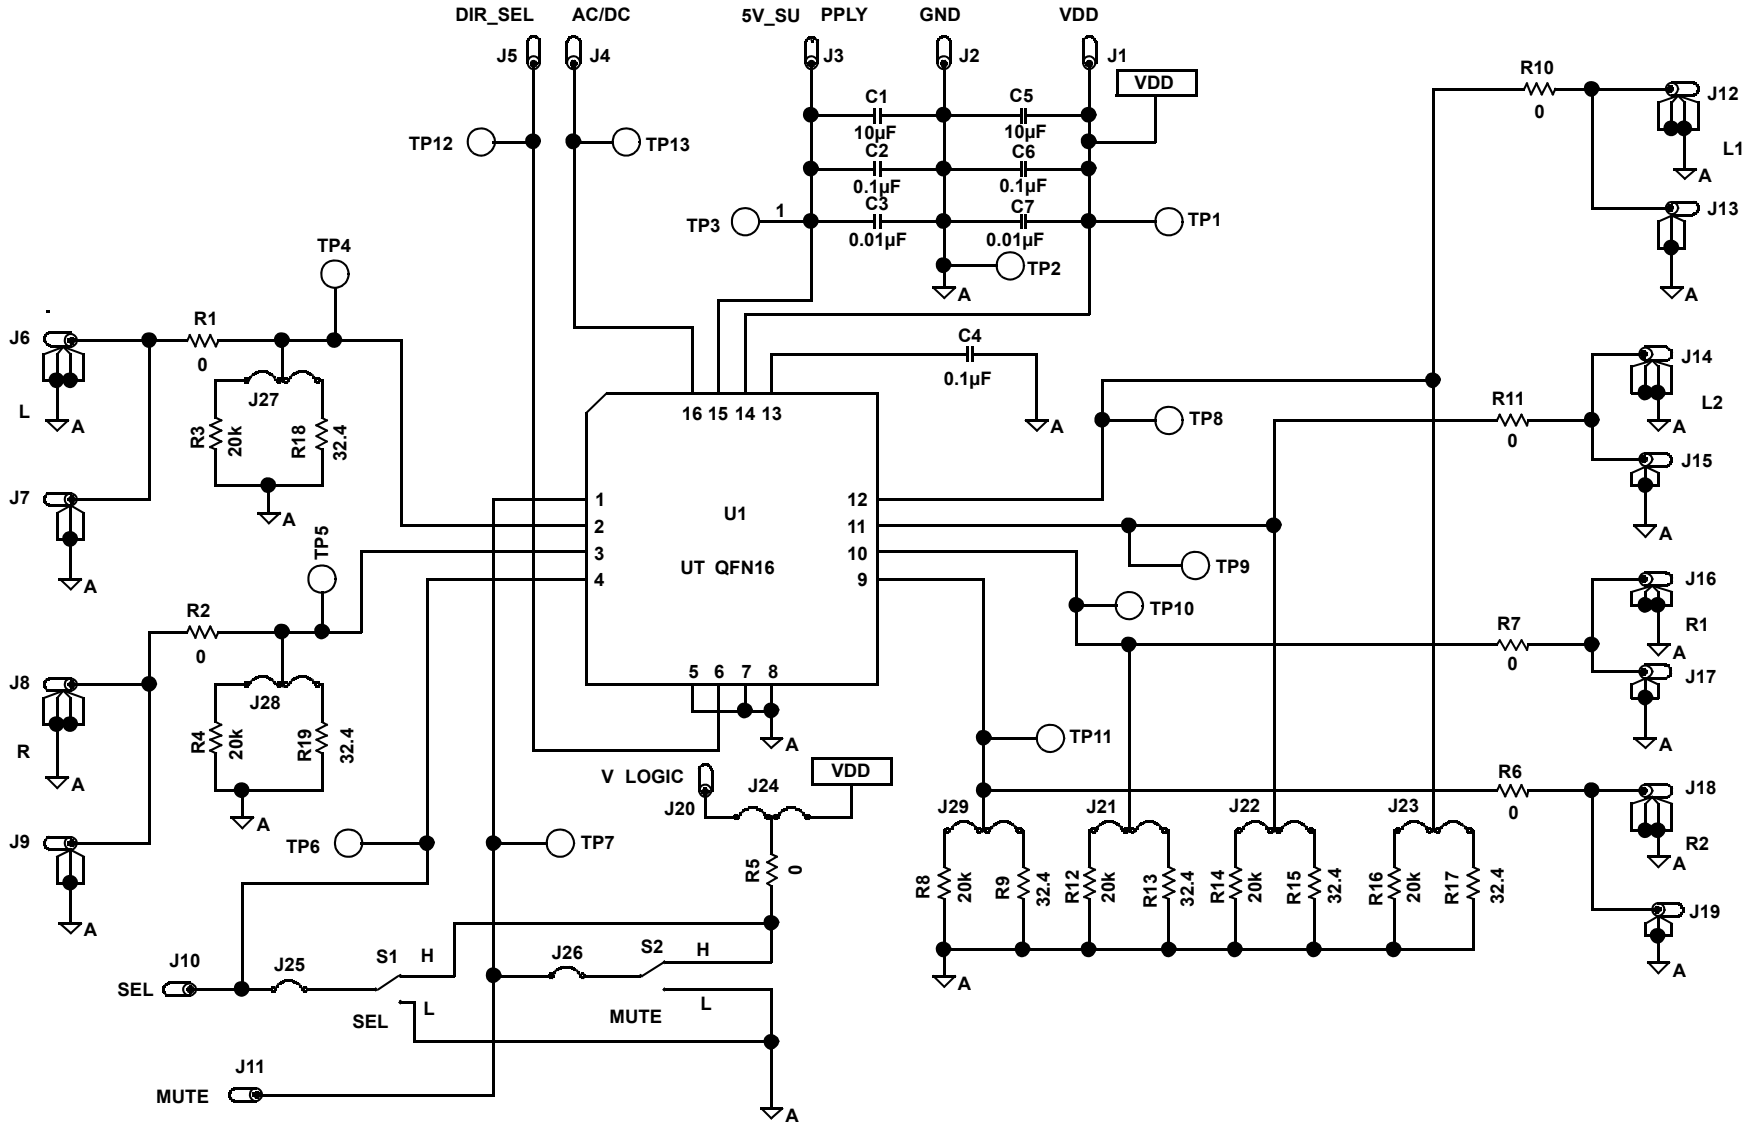 DIR_SEL AC/DC 5V_SU PPLY GND VDD
J5 J4 J3 J2 J1
VDD
R10
0
J12
L1
A
J13
A
C1 C5
10µF 10µF
TP12 TP13
C2 C6
0.1µF 0.1µF
C3 C7
TP3 1 TP1
0.01µF 0.01µF
TP2
A
TP4
J6
R1
0
L
A
J27
R3
20k
R18
32.4
A
J7
A
C4
0.1µF
A
16 15 14 13
TP8
R11
0
J14
L2
A
J15
A
1
2
3
4
U1
UT QFN16
12
11
10
9
TP9
TP10
TP5
R2
0
J8
R
A
J28
R4
20k
R19
32.4
A
J9
A
R7
0
J16
R1
A
J17
A
5 6 7 8
A
TP11
V LOGIC
J20
J24
VDD
TP6
TP7
R5
0
R6
0
J18
R2
A
J19
A
J29 J21 J22 J23
R8
20k
R9
32.4
R12
20k
R13
32.4
R14
20k
R15
32.4
R16
20k
R17
32.4
A
J10
SEL
J25
S1
H
L
SEL
J26
S2
H
L
MUTE
J11
MUTE
A